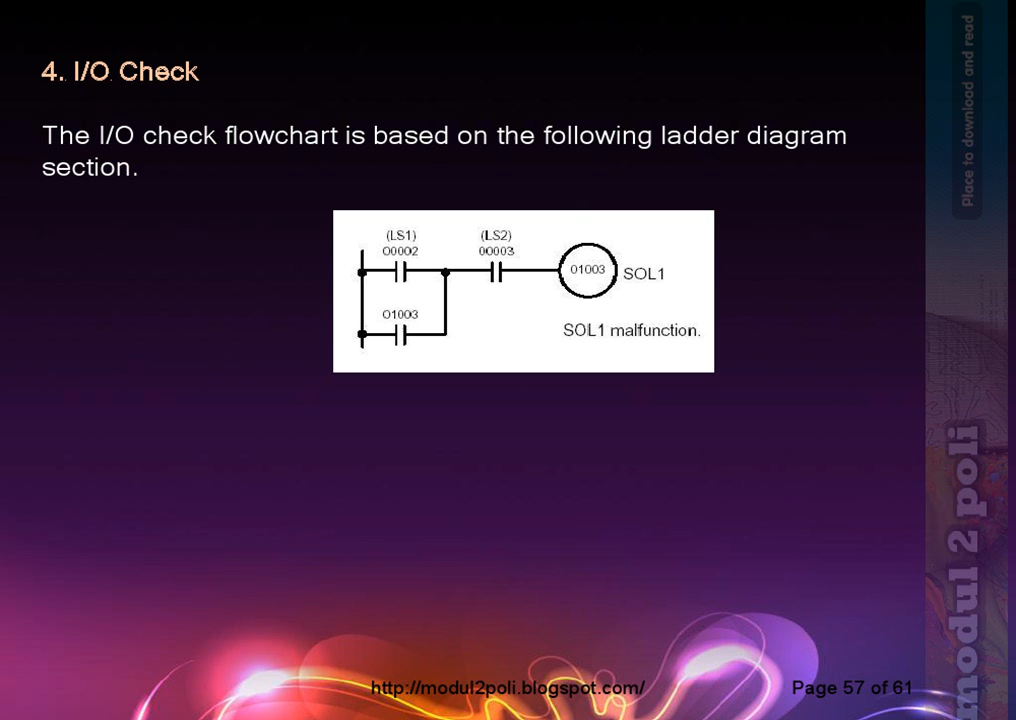 4. I/O Check
The I/O check flowchart is based on the following ladder diagram
section.
(LS1) (LS2)
00002 00003
01003 SOL1
01003
SOL1 malfunction.
http://modul2poli.blogspot.com/ Page 57 of 61
Place to download and read
modul 2 poli